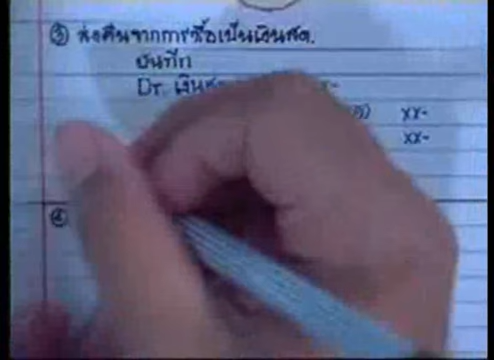 ③ ส่งคืนจากการซื้อเป็นเงินสด.
บันทึก
Dr. เงินสด xx-
xx-
xx-
④